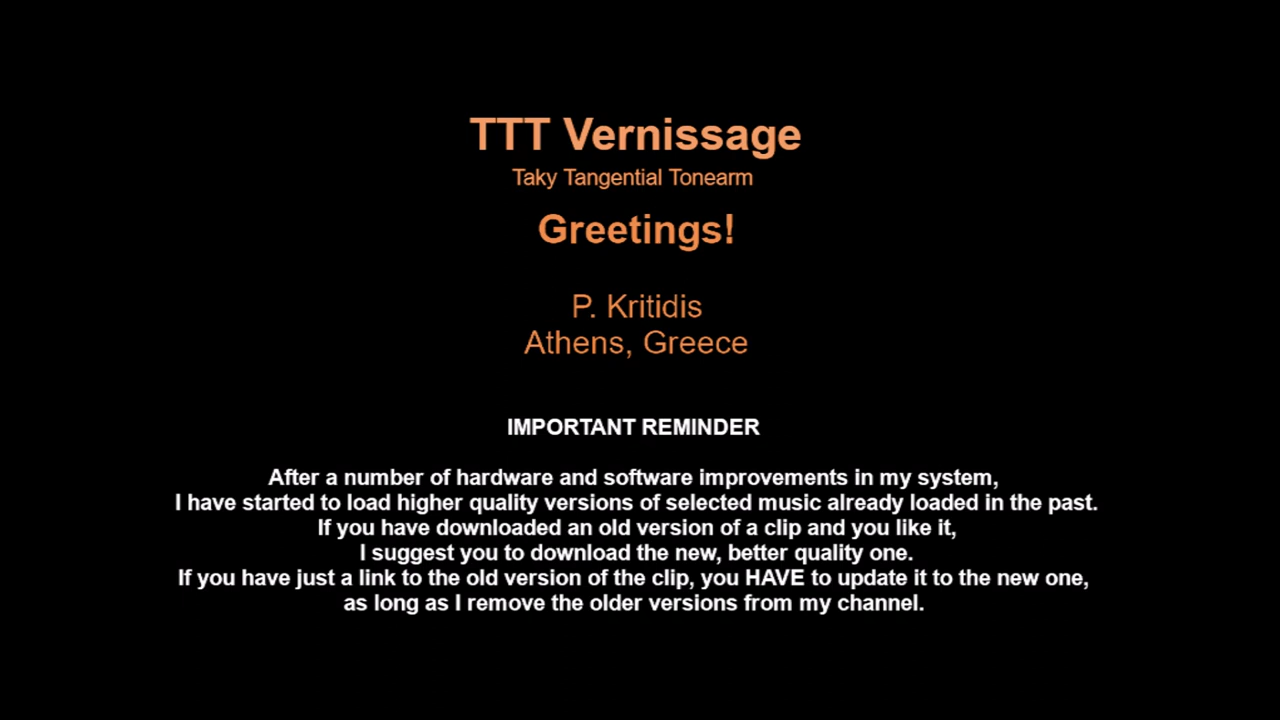 TTT Vernissage
Taky Tangential Tonearm
Greetings!
P. Kritidis
Athens, Greece
IMPORTANT REMINDER
After a number of hardware and software improvements in my system,
I have started to load higher quality versions of selected music already loaded in the past.
If you have downloaded an old version of a clip and you like it,
I suggest you to download the new, better quality one.
If you have just a link to the old version of the clip, you HAVE to update it to the new one,
as long as I remove the older versions from my channel.